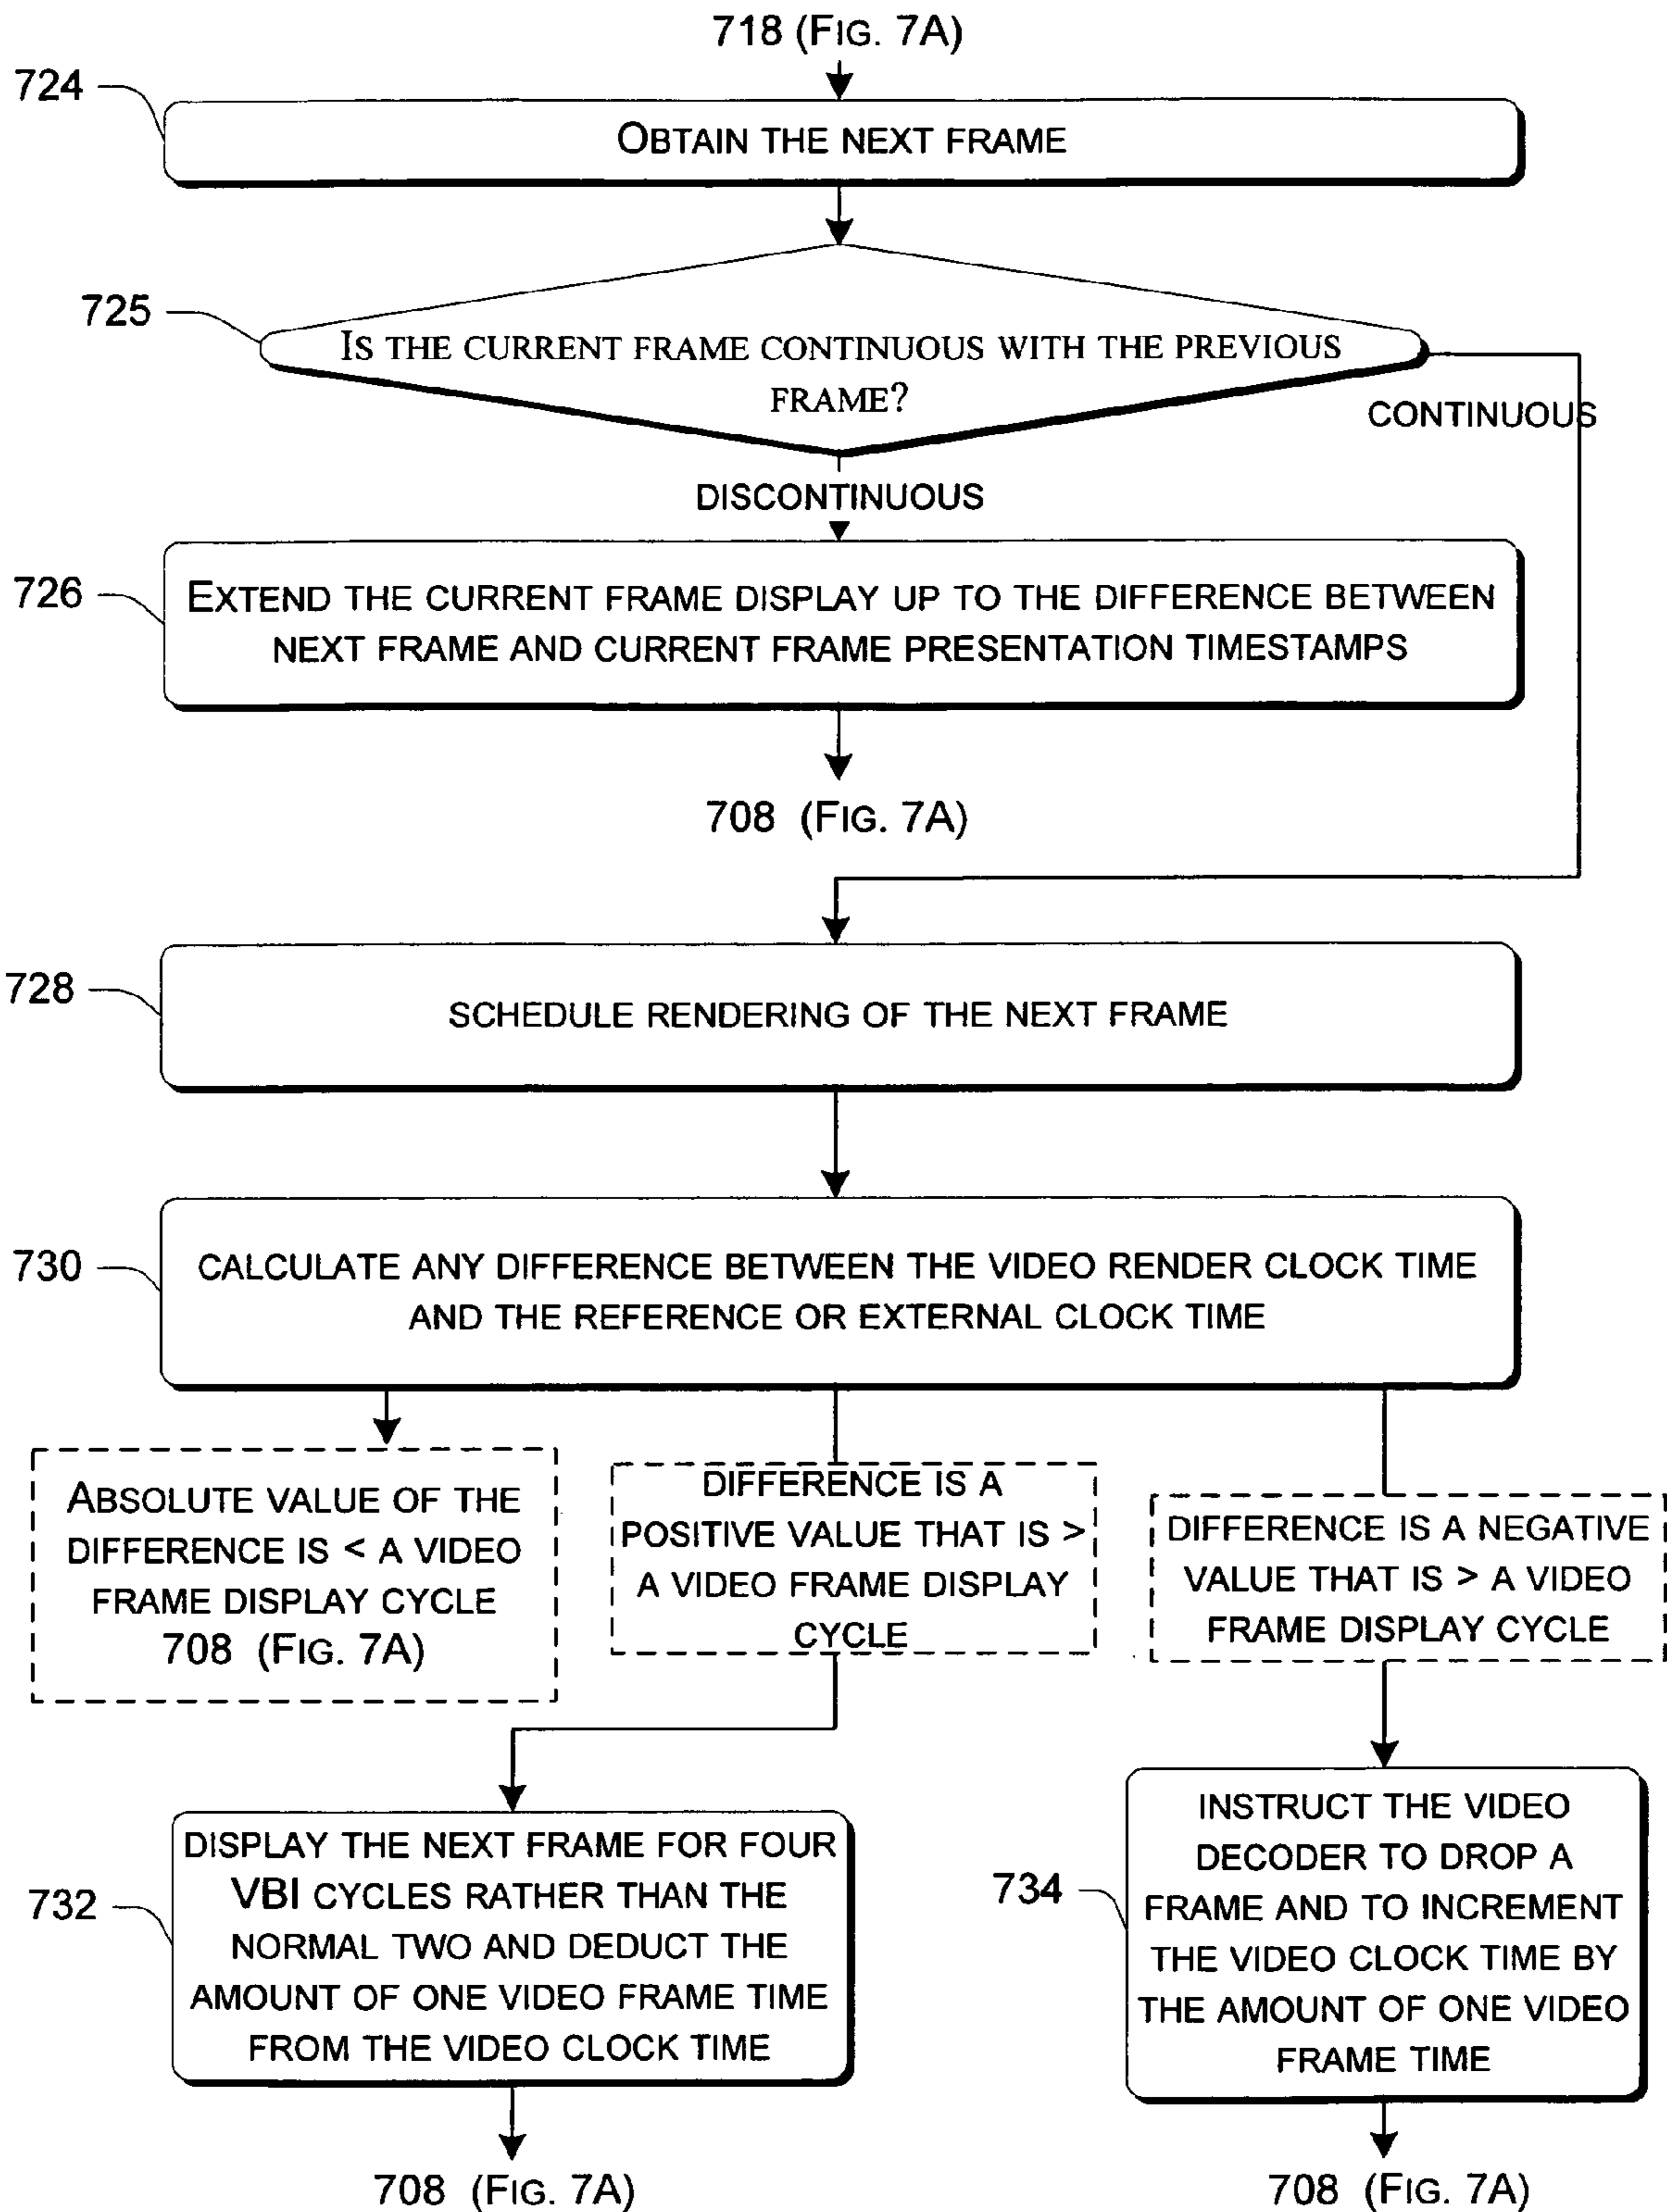 718 (FIG. 7A)
724
OBTAIN THE NEXT FRAME
725
IS THE CURRENT FRAME CONTINUOUS WITH THE PREVIOUS
FRAME?
CONTINUOUS
DISCONTINUOUS
726
EXTEND THE CURRENT FRAME DISPLAY UP TO THE DIFFERENCE BETWEEN
NEXT FRAME AND CURRENT FRAME PRESENTATION TIMESTAMPS
708 (FIG. 7A)
728
SCHEDULE RENDERING OF THE NEXT FRAME
730
CALCULATE ANY DIFFERENCE BETWEEN THE VIDEO RENDER CLOCK TIME
AND THE REFERENCE OR EXTERNAL CLOCK TIME
ABSOLUTE VALUE OF THE
DIFFERENCE IS < A VIDEO
FRAME DISPLAY CYCLE
708 (FIG. 7A)
DIFFERENCE IS A
POSITIVE VALUE THAT IS >
A VIDEO FRAME DISPLAY
CYCLE
DIFFERENCE IS A NEGATIVE
VALUE THAT IS > A VIDEO
FRAME DISPLAY CYCLE
732
DISPLAY THE NEXT FRAME FOR FOUR
VBI CYCLES RATHER THAN THE
NORMAL TWO AND DEDUCT THE
AMOUNT OF ONE VIDEO FRAME TIME
FROM THE VIDEO CLOCK TIME
708 (FIG. 7A)
734
INSTRUCT THE VIDEO
DECODER TO DROP A
FRAME AND TO INCREMENT
THE VIDEO CLOCK TIME BY
THE AMOUNT OF ONE VIDEO
FRAME TIME
708 (FIG. 7A)